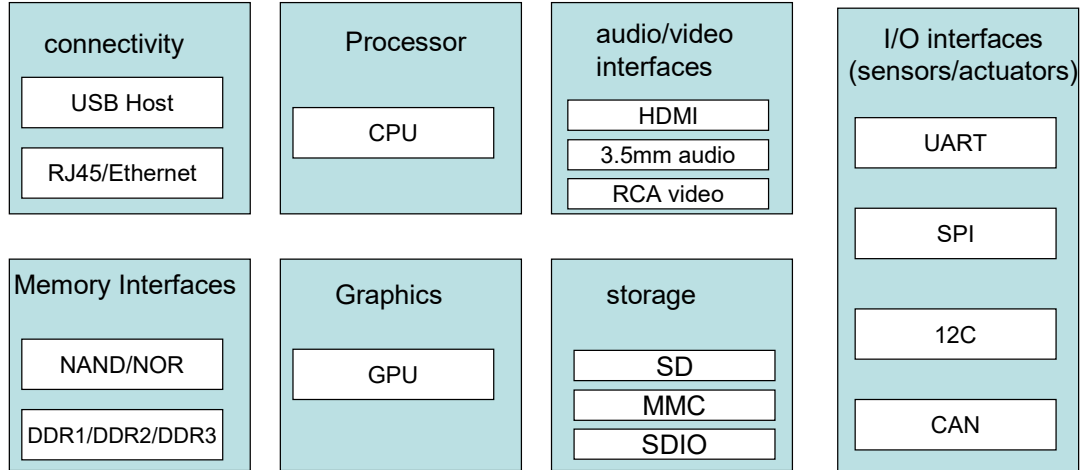 connectivity
USB Host
RJ45/Ethernet
Processor
CPU
audio/video
interfaces
HDMI
3.5mm audio
RCA video
I/O interfaces
(sensors/actuators)
UART
SPI
12C
CAN
Memory Interfaces
NAND/NOR
DDR1/DDR2/DDR3
Graphics
GPU
storage
SD
MMC
SDIO